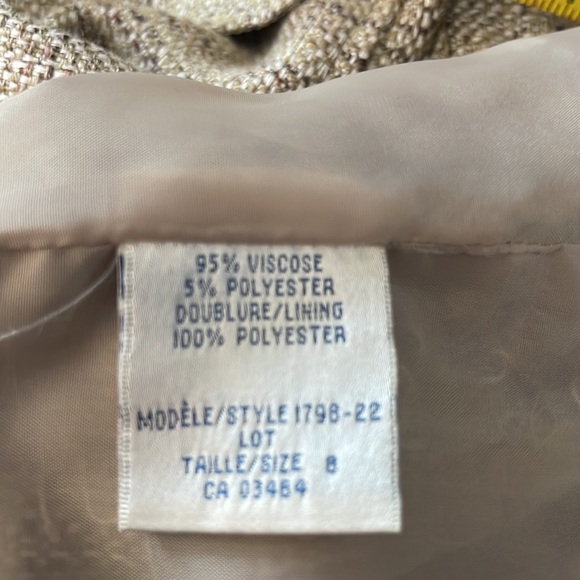 95% VISCOSE
5% POLYESTER
DOUBLURE/LINING
100% POLYESTER
MODÈLE/STYLE 1798-22
LOT
TAILLE/SIZE 8
CA 03464